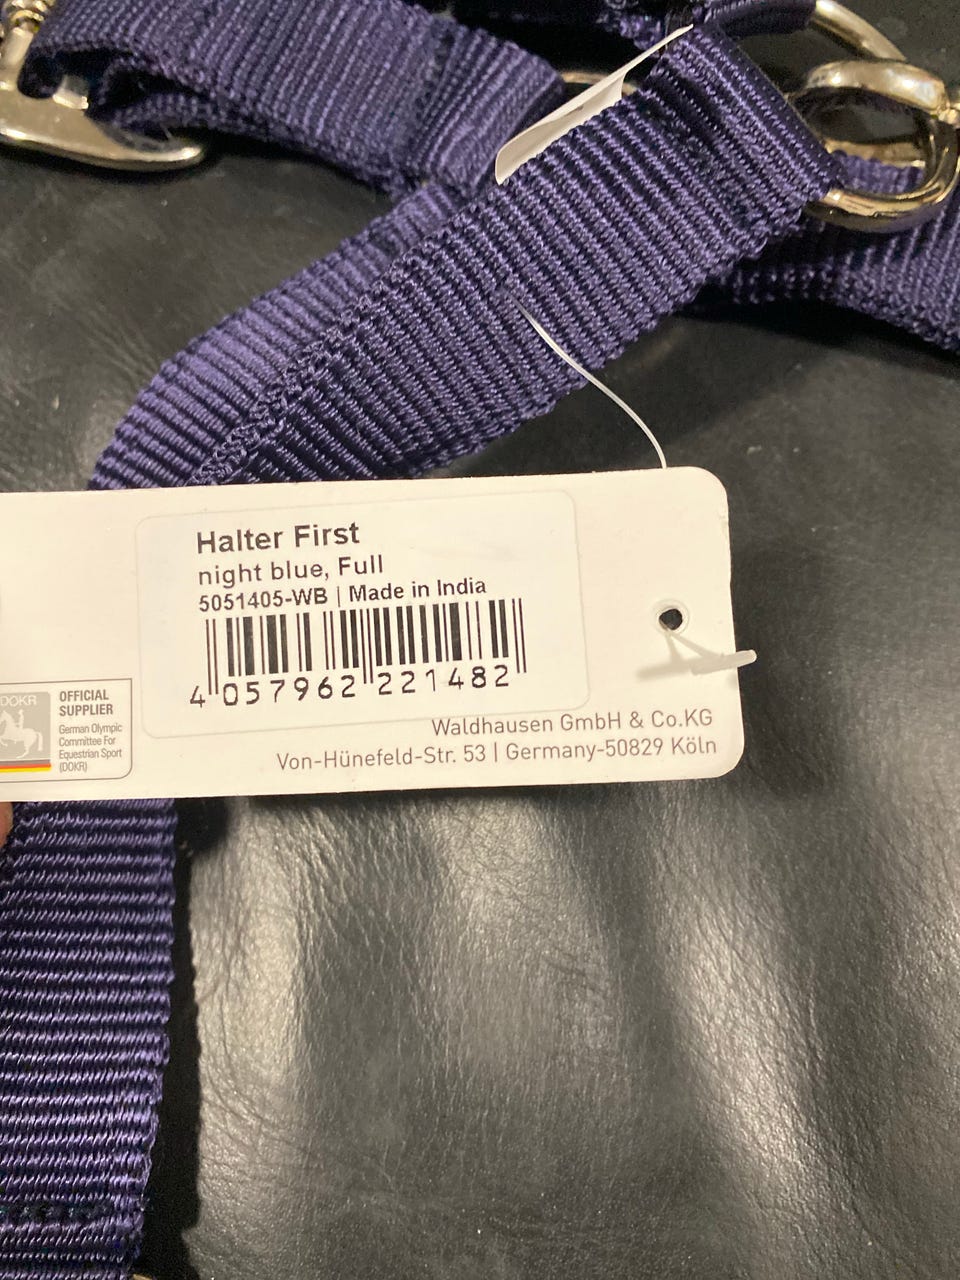 Halter First
night blue, Full
5051405-WB | Made in India
4 057962 221482
DOKR
OFFICIAL
SUPPLIER
German Olympic
Committee For
Equestrian Sport
(DOKR)
Waldhausen GmbH & Co.KG
Von-Hünefeld-Str. 53 | Germany-50829 Köln